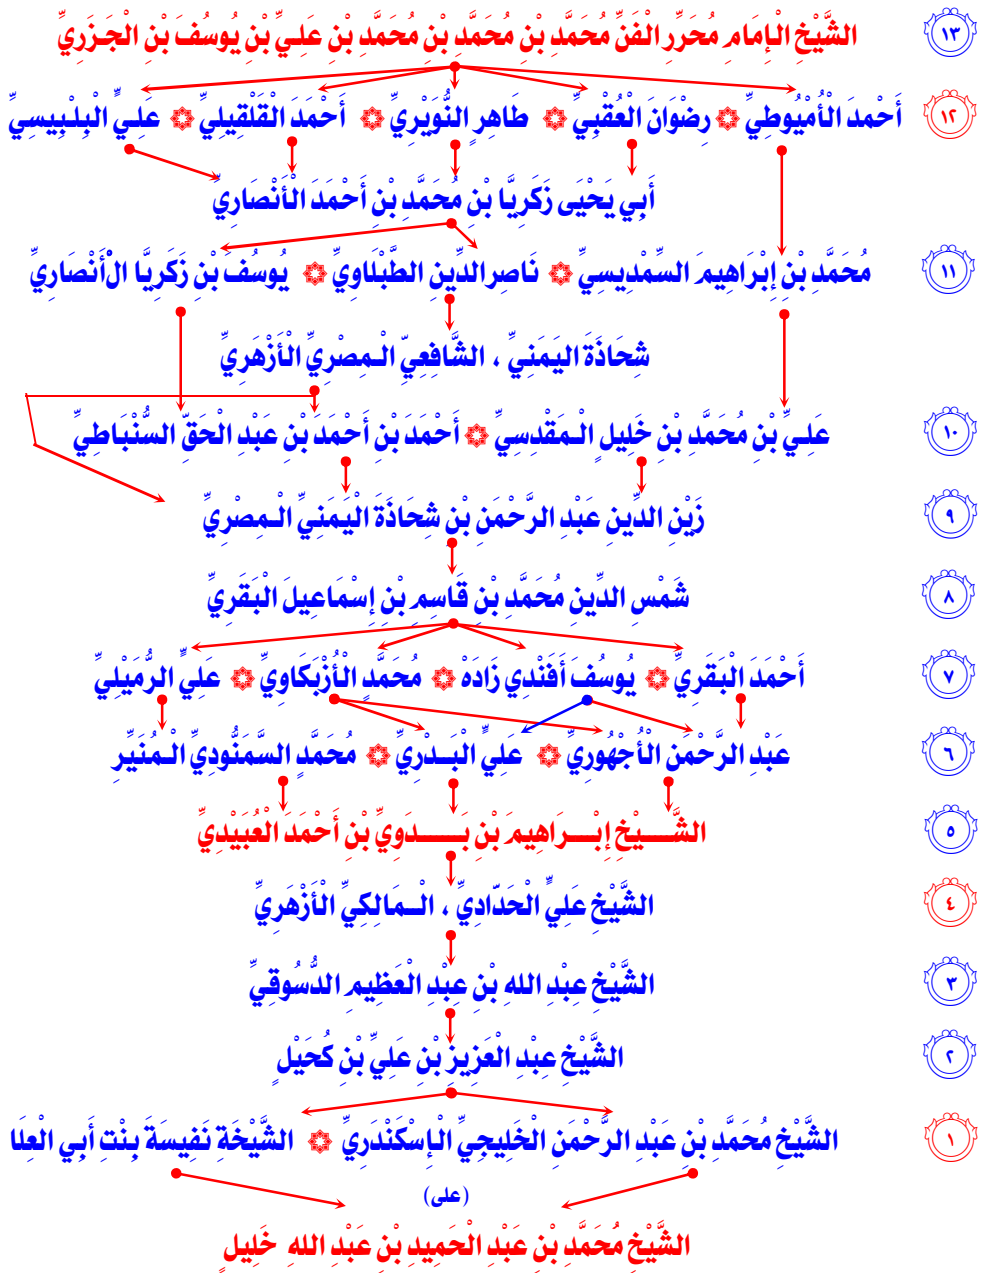 الشَّيْخِ الْإِمَامِ مُحَرِّرِ الْفَنِّ مُحَمَّدِ بْنِ مُحَمَّدِ بْنِ مُحَمَّدِ بْنِ عَلِيِّ بْنِ يُوسُفَ بْنِ الْجَزَرِيِّ ١٣
أَحْمَدَ الْأُمْيُوطِيِّ ۞ رِضْوَانَ الْعُقْبِيِّ ۞ طَاهِرٍ النُّوَيْرِيِّ ۞ أَحْمَدَ الْقَلْقِيلِيِّ ۞ عَلِيٍّ الْبِلْبِيسِيِّ ١٢
أَبِي يَحْيَى زَكَرِيَّا بْنِ مُحَمَّدِ بْنِ أَحْمَدَ الْأَنْصَارِيِّ
مُحَمَّدِ بْنِ إِبْرَاهِيمَ السِّمْدِيسِيِّ ۞ نَاصِرِ الدِّينِ الطَّبْلَاوِيِّ ۞ يُوسُفَ بْنِ زَكَرِيَّا الْأَنْصَارِيِّ ١١
شِحَاذَةَ اليَمَنِيِّ ، الشَّافِعِيِّ الْمِصْرِيِّ الْأَزْهَرِيِّ
عَلِيِّ بْنِ مُحَمَّدِ بْنِ خَلِيلٍ الْمَقْدِسِيِّ ۞ أَحْمَدَ بْنِ أَحْمَدَ بْنِ عَبْدِ الْحَقِّ السُّنْبَاطِيِّ ١٠
زَيْنِ الدِّينِ عَبْدِ الرَّحْمَنِ بْنِ شِحَاذَةَ الْيَمَنِيِّ الْمِصْرِيِّ ٩
شَمْسِ الدِّينِ مُحَمَّدِ بْنِ قَاسِمِ بْنِ إِسْمَاعِيلَ الْبَقَرِيِّ ٨
أَحْمَدَ الْبَقَرِيِّ ۞ يُوسُفَ أَفَنْدِي زَادَهْ ۞ مُحَمَّدٍ الْأُزْبَكَاوِيِّ ۞ عَلِيٍّ الرُّمَيْلِيِّ ٧
عَبْدِ الرَّحْمَنِ الْأُجْهُورِيِّ ۞ عَلِيٍّ الْبَدْرِيِّ ۞ مُحَمَّدٍ السَّمَنُّودِيِّ الْمُنَيِّرِ ٦
الشَّيْخِ إِبْرَاهِيمَ بْنِ بَدَوِيِّ بْنِ أَحْمَدَ الْعُبَيْدِيِّ ٥
الشَّيْخِ عَلِيٍّ الْحَدَّادِيِّ ، الْمَالِكِيِّ الْأَزْهَرِيِّ ٤
الشَّيْخِ عَبْدِ اللهِ بْنِ عَبْدِ الْعَظِيمِ الدُّسُوقِيِّ ٣
الشَّيْخِ عَبْدِ الْعَزِيزِ بْنِ عَلِيِّ بْنِ كُحَيْلٍ ٢
الشَّيْخِ مُحَمَّدِ بْنِ عَبْدِ الرَّحْمَنِ الْخَلِيجِيِّ الْإِسْكَنْدَرِيِّ ۞ الشَّيْخَةِ نَفِيسَةَ بِنْتِ أَبِي الْعِلَا ١
(على)
الشَّيْخِ مُحَمَّدِ بْنِ عَبْدِ الْحَمِيدِ بْنِ عَبْدِ اللهِ خَلِيلٍ